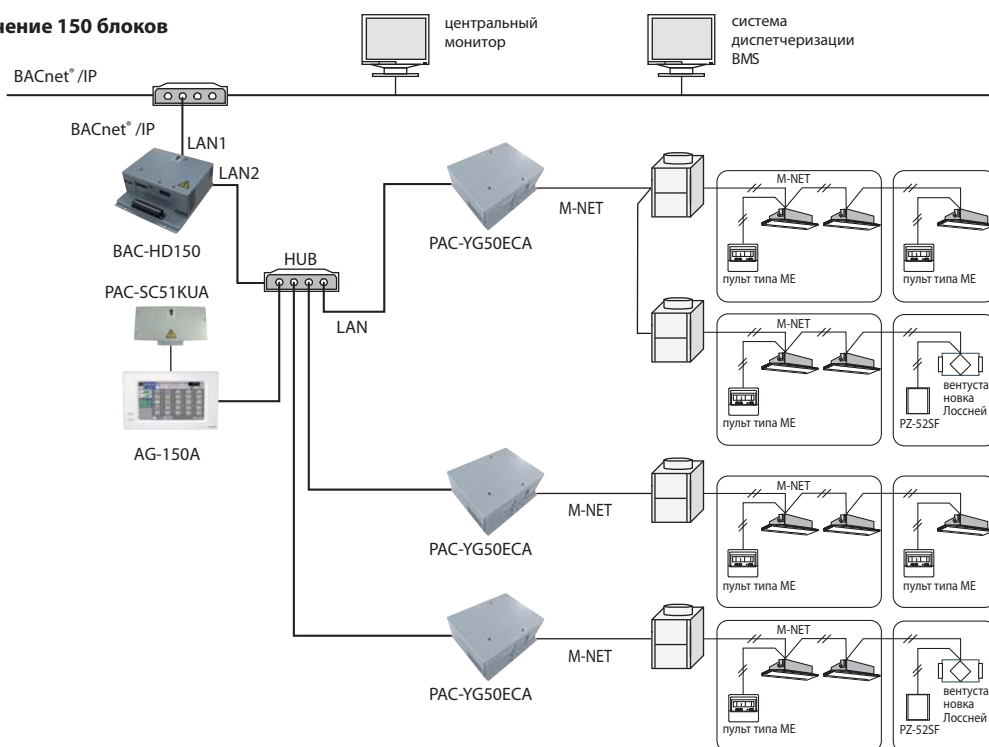 чение 150 блоков
центральный
монитор
система
диспетчеризации
BMS
BACnet® /IP
BACnet® /IP
LAN1
LAN2
BAC-HD150
HUB
LAN
PAC-SC51KUA
AG-150A
PAC-YG50ECA
M-NET
M-NET
пульт типа ME
пульт типа ME
M-NET
пульт типа ME
PZ-52SF
вентуста
новка
Лоссней
PAC-YG50ECA
M-NET
M-NET
пульт типа ME
пульт типа ME
PAC-YG50ECA
M-NET
M-NET
пульт типа ME
PZ-52SF
вентуста
новка
Лоссней